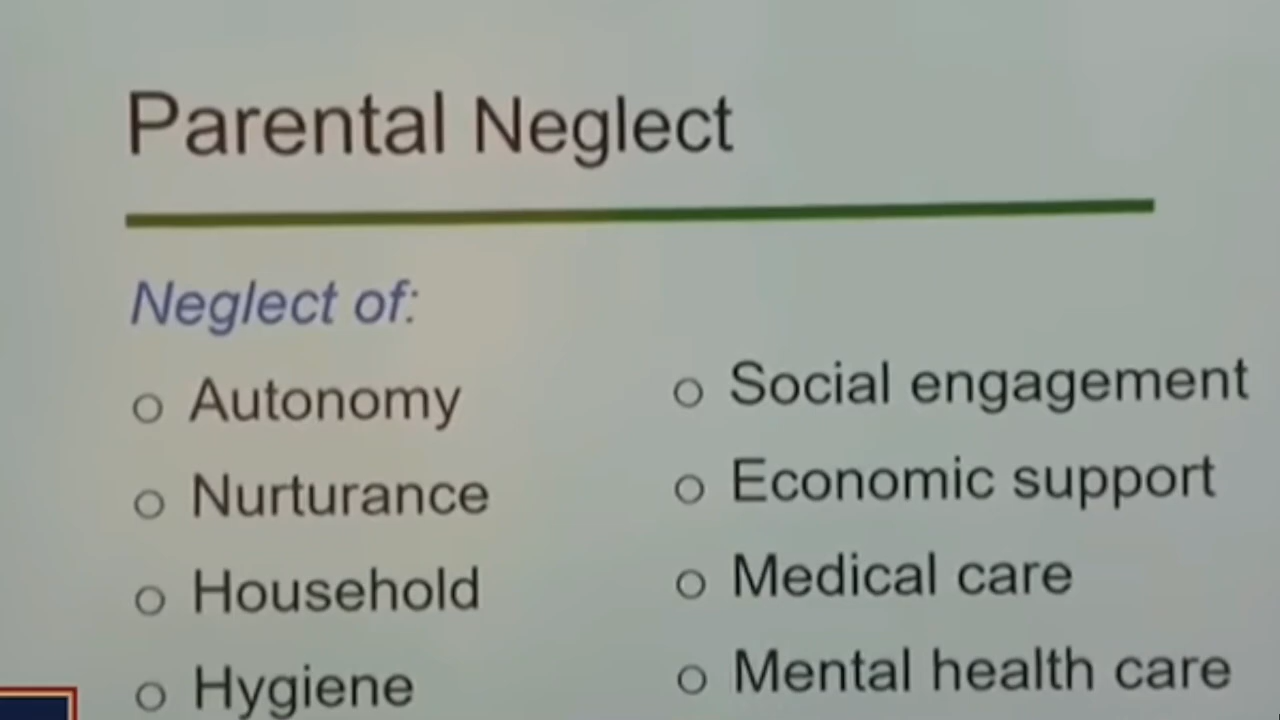 Parental Neglect
Neglect of:
Autonomy
Nurturance
Household
Hygiene
Social engagement
Economic support
Medical care
Mental health care